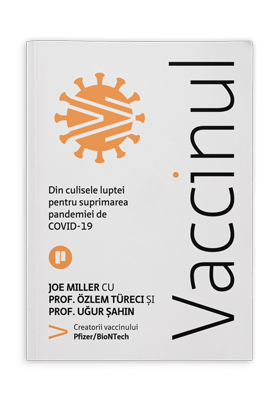 Vaccinul
Din culisele luptei
pentru suprimarea
pandemiei de
COVID-19
JOE MILLER CU
PROF. ÖZLEM TÜRECI ȘI
PROF. UĞUR ŞAHIN
Creatorii vaccinului
Pfizer/BioNTech